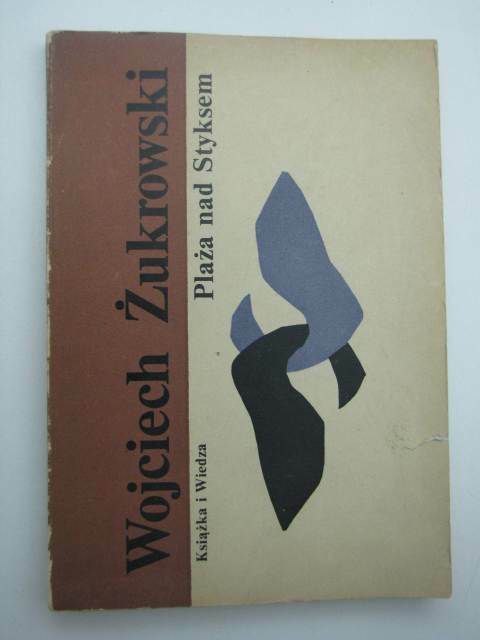 Wojciech Żukrowski
Plaża nad Styksem
Książka i Wiedza